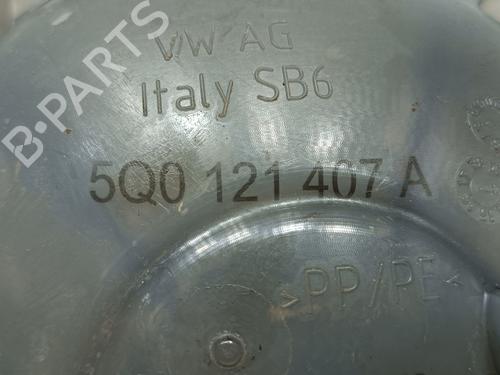 VW AG
Italy SB6
5Q0 121 407 A
>PP/PE<
B-PARTS